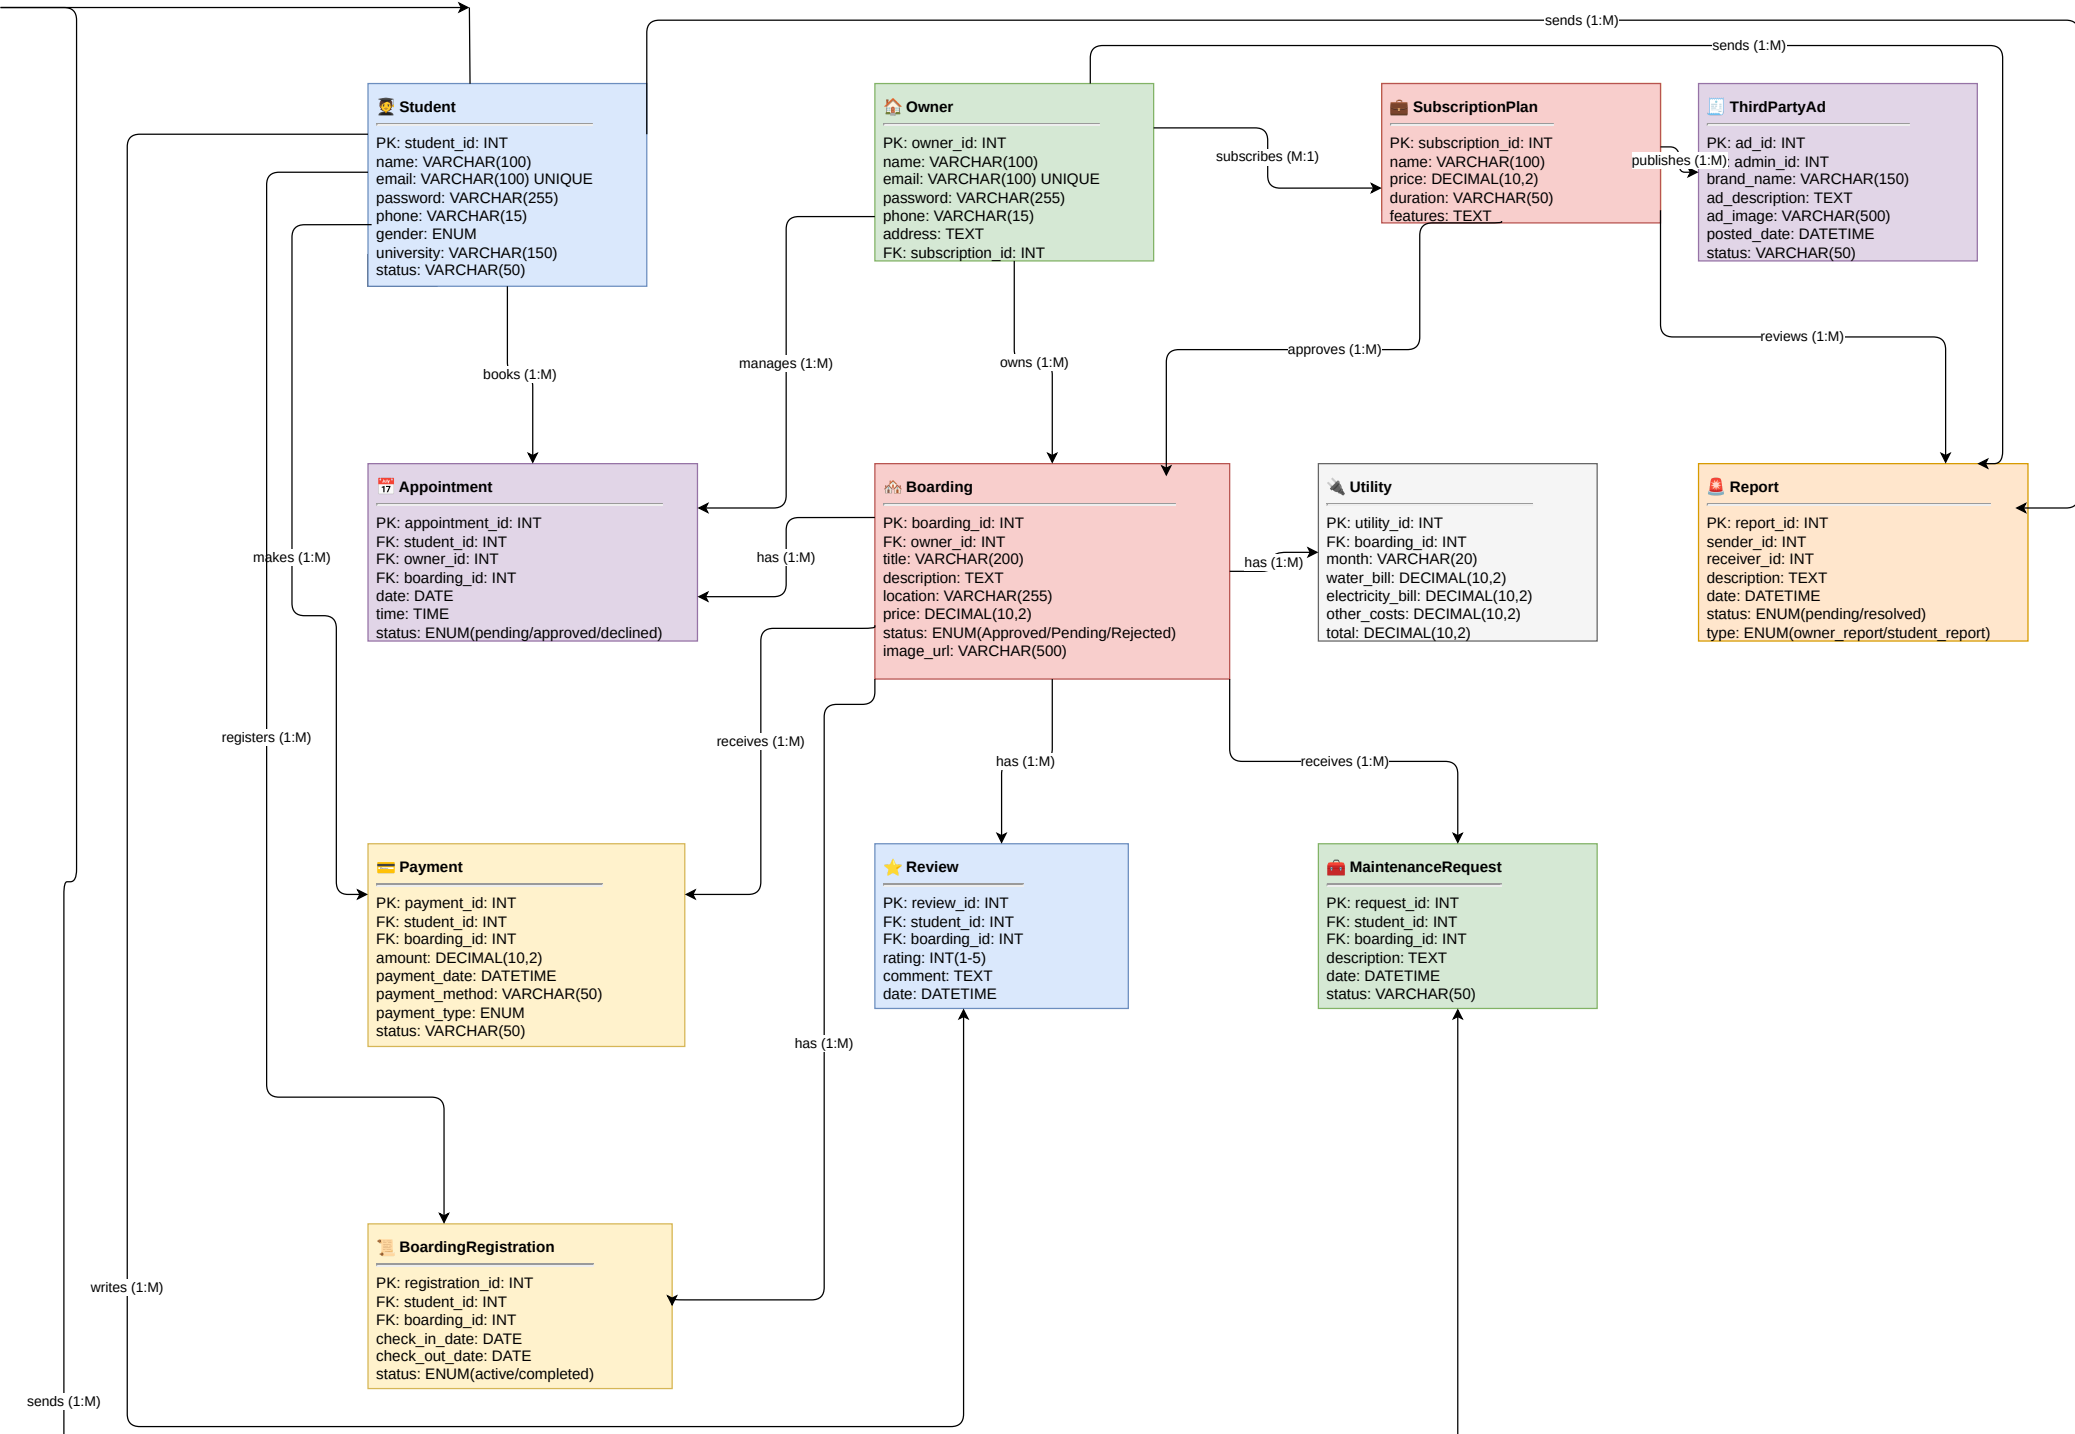 sends (1:M)
sends (1:M)
Student
PK: student_id: INT
name: VARCHAR(100)
email: VARCHAR(100) UNIQUE
password: VARCHAR(255)
phone: VARCHAR(15)
gender: ENUM
university: VARCHAR(150)
status: VARCHAR(50)
Owner
PK: owner_id: INT
name: VARCHAR(100)
email: VARCHAR(100) UNIQUE
password: VARCHAR(255)
phone: VARCHAR(15)
address: TEXT
FK: subscription_id: INT
subscribes (M:1)
SubscriptionPlan
PK: subscription_id: INT
name: VARCHAR(100)
price: DECIMAL(10,2)
duration: VARCHAR(50)
features: TEXT
publishes (1:M)
ThirdPartyAd
PK: ad_id: INT
admin_id: INT
brand_name: VARCHAR(150)
ad_description: TEXT
ad_image: VARCHAR(500)
posted_date: DATETIME
status: VARCHAR(50)
books (1:M)
manages (1:M)
owns (1:M)
approves (1:M)
reviews (1:M)
Appointment
PK: appointment_id: INT
FK: student_id: INT
FK: owner_id: INT
FK: boarding_id: INT
date: DATE
time: TIME
status: ENUM(pending/approved/declined)
makes (1:M)
has (1:M)
Boarding
PK: boarding_id: INT
FK: owner_id: INT
title: VARCHAR(200)
description: TEXT
location: VARCHAR(255)
price: DECIMAL(10,2)
status: ENUM(Approved/Pending/Rejected)
image_url: VARCHAR(500)
has (1:M)
Utility
PK: utility_id: INT
FK: boarding_id: INT
month: VARCHAR(20)
water_bill: DECIMAL(10,2)
electricity_bill: DECIMAL(10,2)
other_costs: DECIMAL(10,2)
total: DECIMAL(10,2)
Report
PK: report_id: INT
sender_id: INT
receiver_id: INT
description: TEXT
date: DATETIME
status: ENUM(pending/resolved)
type: ENUM(owner_report/student_report)
registers (1:M)
receives (1:M)
has (1:M)
receives (1:M)
Payment
PK: payment_id: INT
FK: student_id: INT
FK: boarding_id: INT
amount: DECIMAL(10,2)
payment_date: DATETIME
payment_method: VARCHAR(50)
payment_type: ENUM
status: VARCHAR(50)
has (1:M)
Review
PK: review_id: INT
FK: student_id: INT
FK: boarding_id: INT
rating: INT(1-5)
comment: TEXT
date: DATETIME
MaintenanceRequest
PK: request_id: INT
FK: student_id: INT
FK: boarding_id: INT
description: TEXT
date: DATETIME
status: VARCHAR(50)
BoardingRegistration
PK: registration_id: INT
FK: student_id: INT
FK: boarding_id: INT
check_in_date: DATE
check_out_date: DATE
status: ENUM(active/completed)
writes (1:M)
sends (1:M)